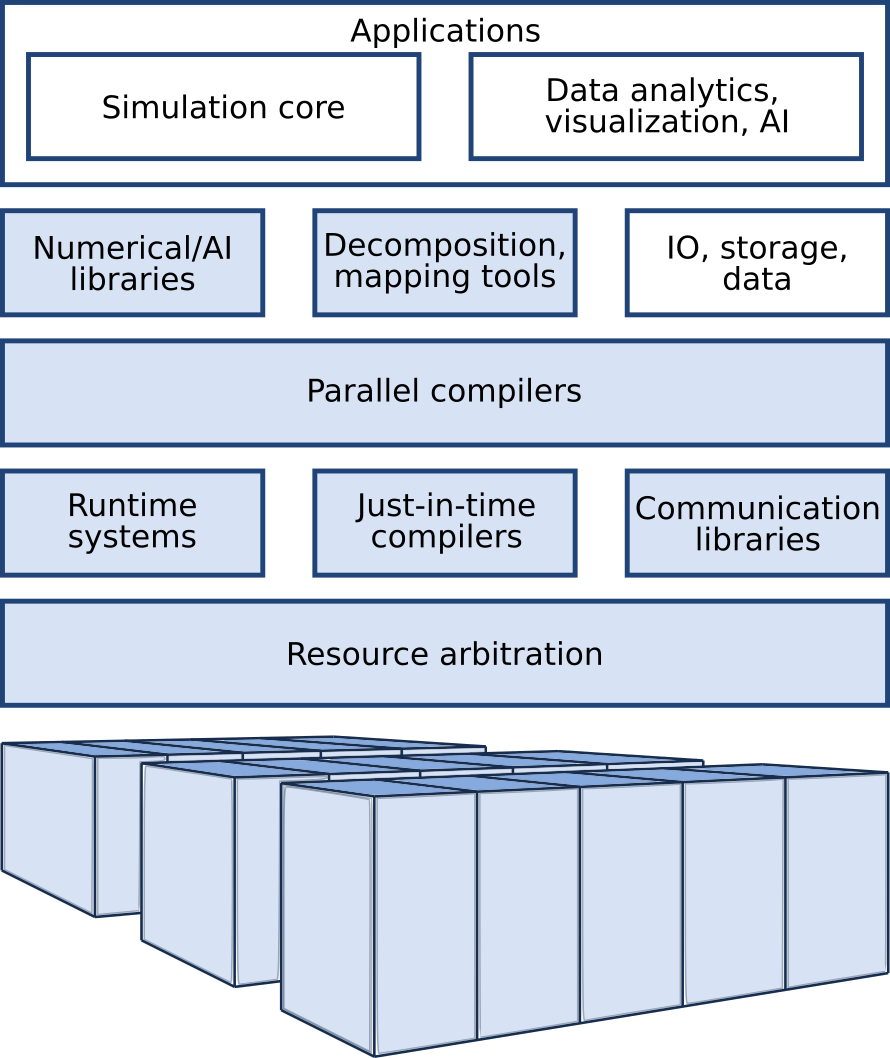 Applications
Simulation core
Data analytics,
visualization, AI
Numerical/AI
libraries
Decomposition,
mapping tools
IO, storage,
data
Parallel compilers
Runtime
systems
Just-in-time
compilers
Communication
libraries
Resource arbitration